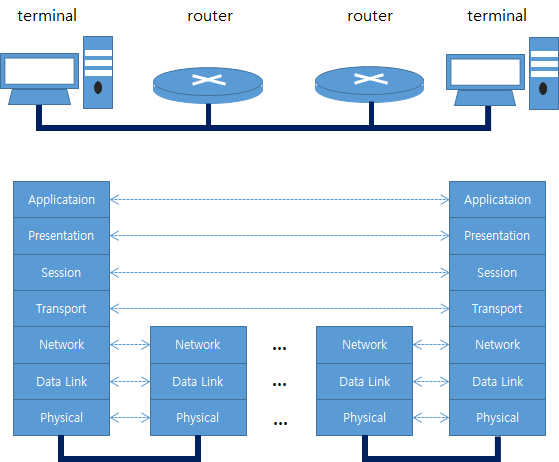 terminal router router terminal
Applicataion Applicataion
Presentation Presentation
Session Session
Transport Transport
Network Network ... Network Network
Data Link Data Link ... Data Link Data Link
Physical Physical ... Physical Physical